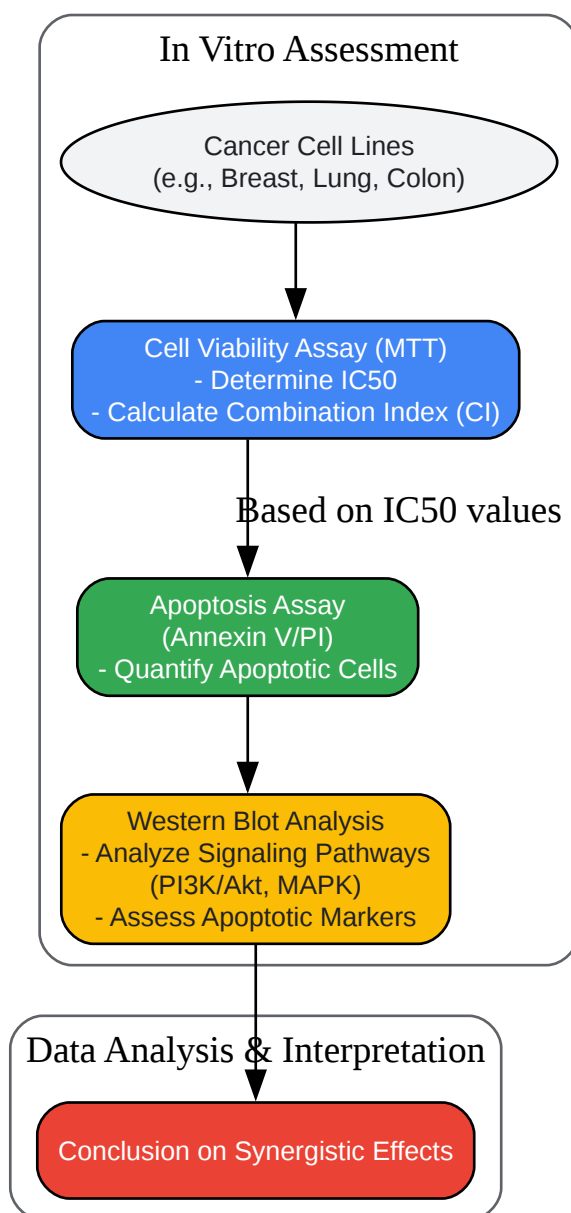 In Vitro Assessment
Cancer Cell Lines
(e.g., Breast, Lung, Colon)
Cell Viability Assay (MTT)
- Determine IC50
- Calculate Combination Index (CI)
Based on IC50 values
Apoptosis Assay
(Annexin V/PI)
- Quantify Apoptotic Cells
Western Blot Analysis
- Analyze Signaling Pathways
(PI3K/Akt, MAPK)
- Assess Apoptotic Markers
Data Analysis & Interpretation
Conclusion on Synergistic Effects